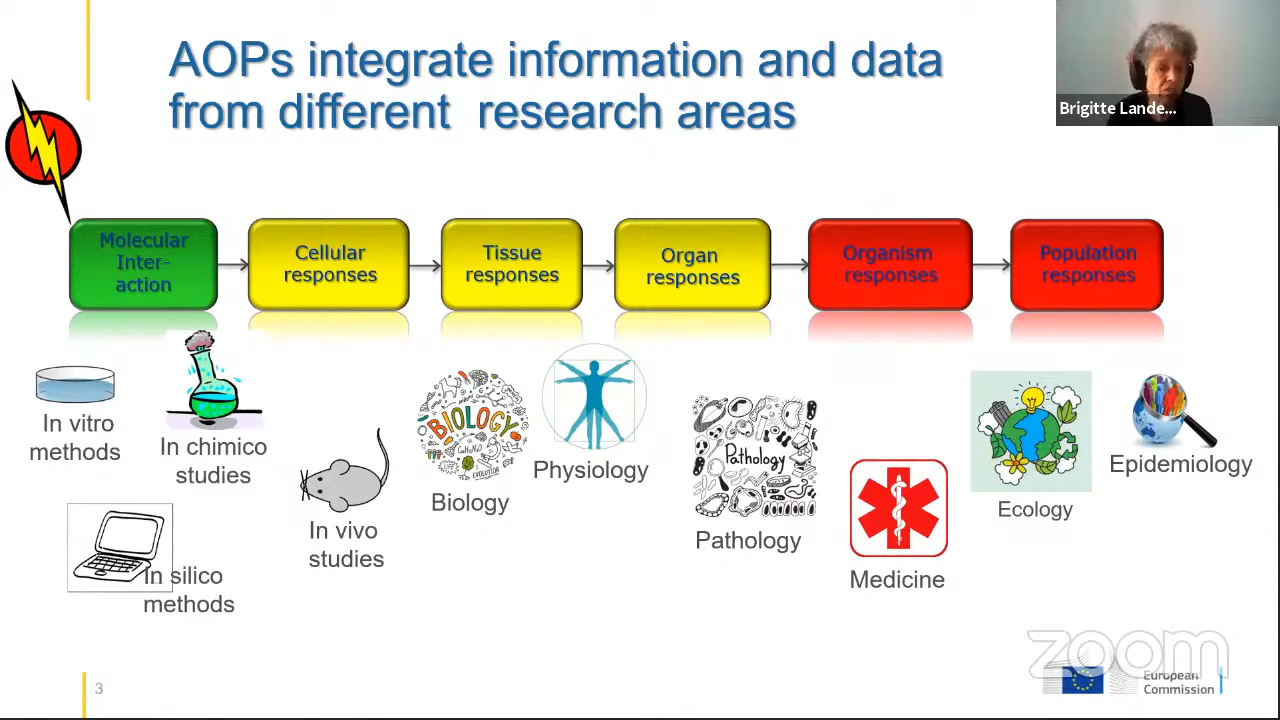 AOPs integrate information and data
from different research areas
Brigitte Lande...
Molecular
Inter-
action
Cellular
responses
Tissue
responses
Organ
responses
Organism
responses
Population
responses
In vitro
methods
In chimico
studies
In silico
methods
In vivo
studies
BIOLOGY
EVOLUTION
Biology
Physiology
Pathology
Pathology
Medicine
Ecology
Epidemiology
zoom
European
Commission
3